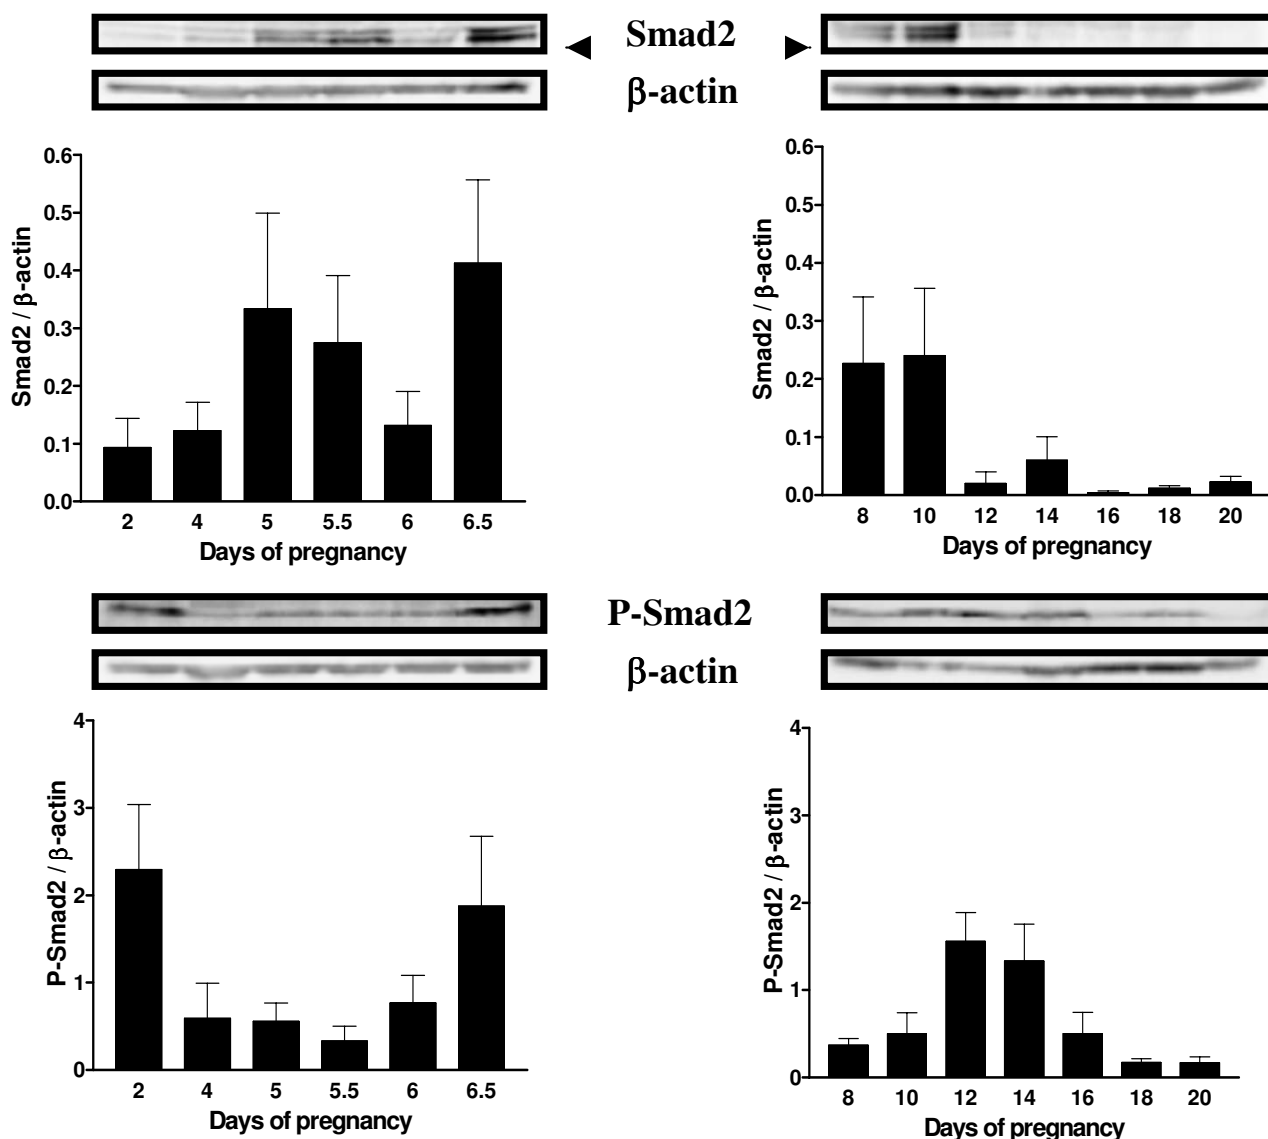 Smad2
β-actin
0.6
0.5
0.4
0.3
0.2
0.1
0.0
Smad2 / β-actin
2 4 5 5.5 6 6.5
Days of pregnancy
0.6
0.5
0.4
0.3
0.2
0.1
0.0
Smad2 / β-actin
8 10 12 14 16 18 20
Days of pregnancy
P-Smad2
β-actin
4
3
2
1
0
P-Smad2 / β-actin
2 4 5 5.5 6 6.5
Days of pregnancy
4
3
2
1
0
P-Smad2 / β-actin
8 10 12 14 16 18 20
Days of pregnancy